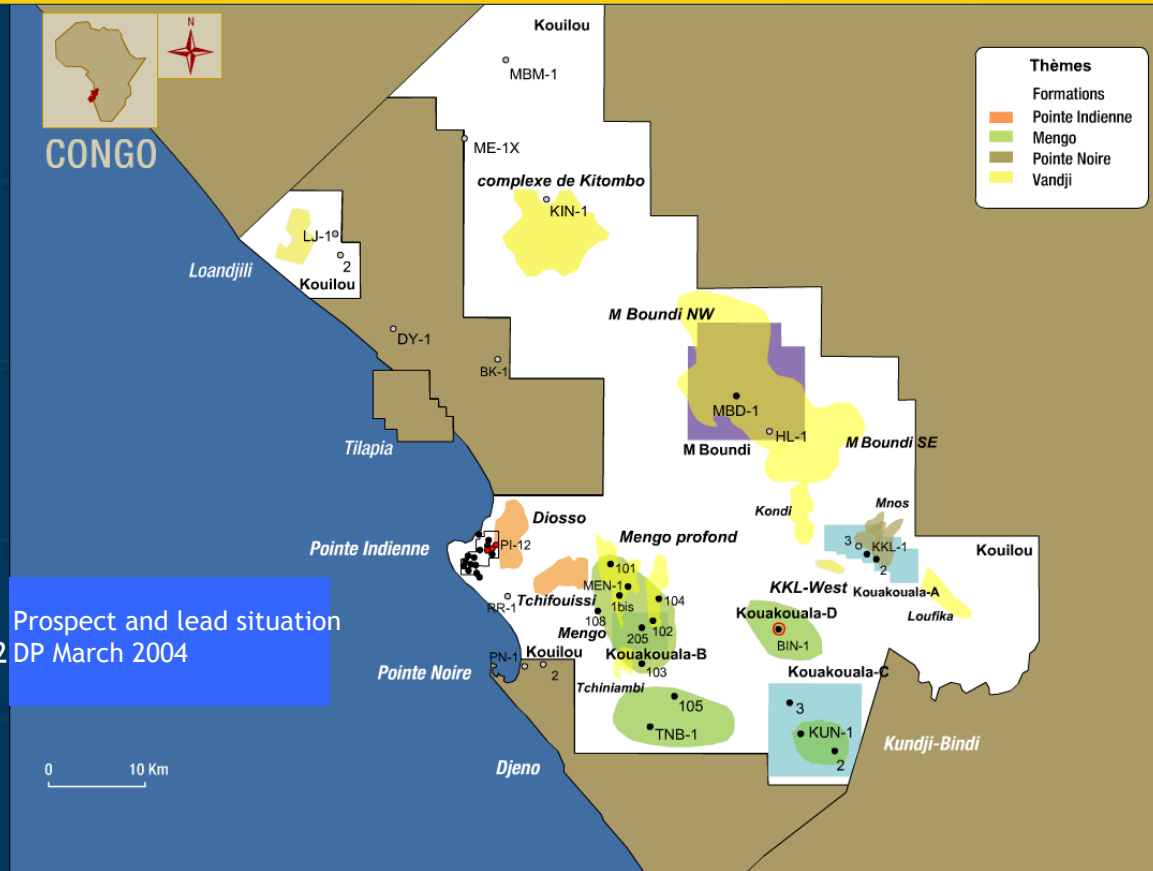 N
CONGO
Kouilou
MBM-1
ME-1X
complexe de Kitombo
KIN-1
LJ-1
2
Kouilou
Loandjili
Thèmes
Formations
Pointe Indienne
Mengo
Pointe Noire
Vandji
M Boundi NW
DY-1
BK-1
MBD-1
HL-1
M Boundi SE
M Boundi
Tilapia
Kondi
Mnos
Diosso
Mengo profond
Pointe Indienne
PI-12
3
KKL-1
2
Kouilou
101
MEN-1
1bis
104
KKL-West
Kouakouala-A
Loufika
Tchifouissi
RR-1
108
Mengo
205
102
Kouakouala-D
BIN-1
Prospect and lead situation
2 DP March 2004
Kouakouala-B
103
Kouilou
PN-1
2
Pointe Noire
Tchiniambi
Kouakouala-C
105
TNB-1
3
KUN-1
2
Kundji-Bindi
Djeno
0 10 Km